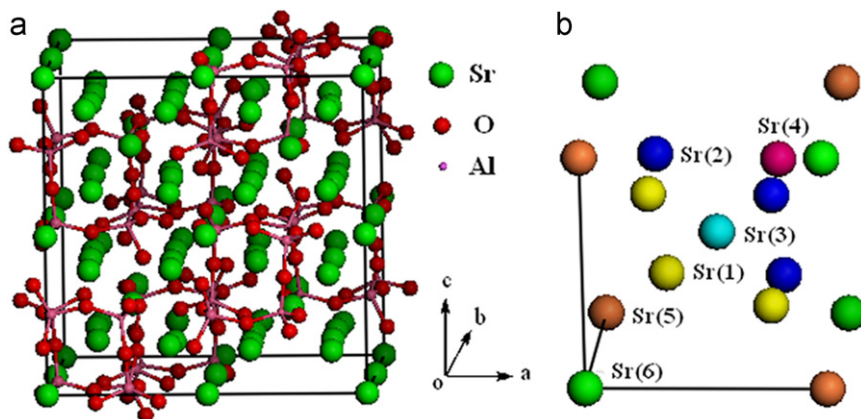 a
Sr
O
Al
c
b
o
a
b
Sr(4)
Sr(2)
Sr(3)
Sr(1)
Sr(5)
Sr(6)